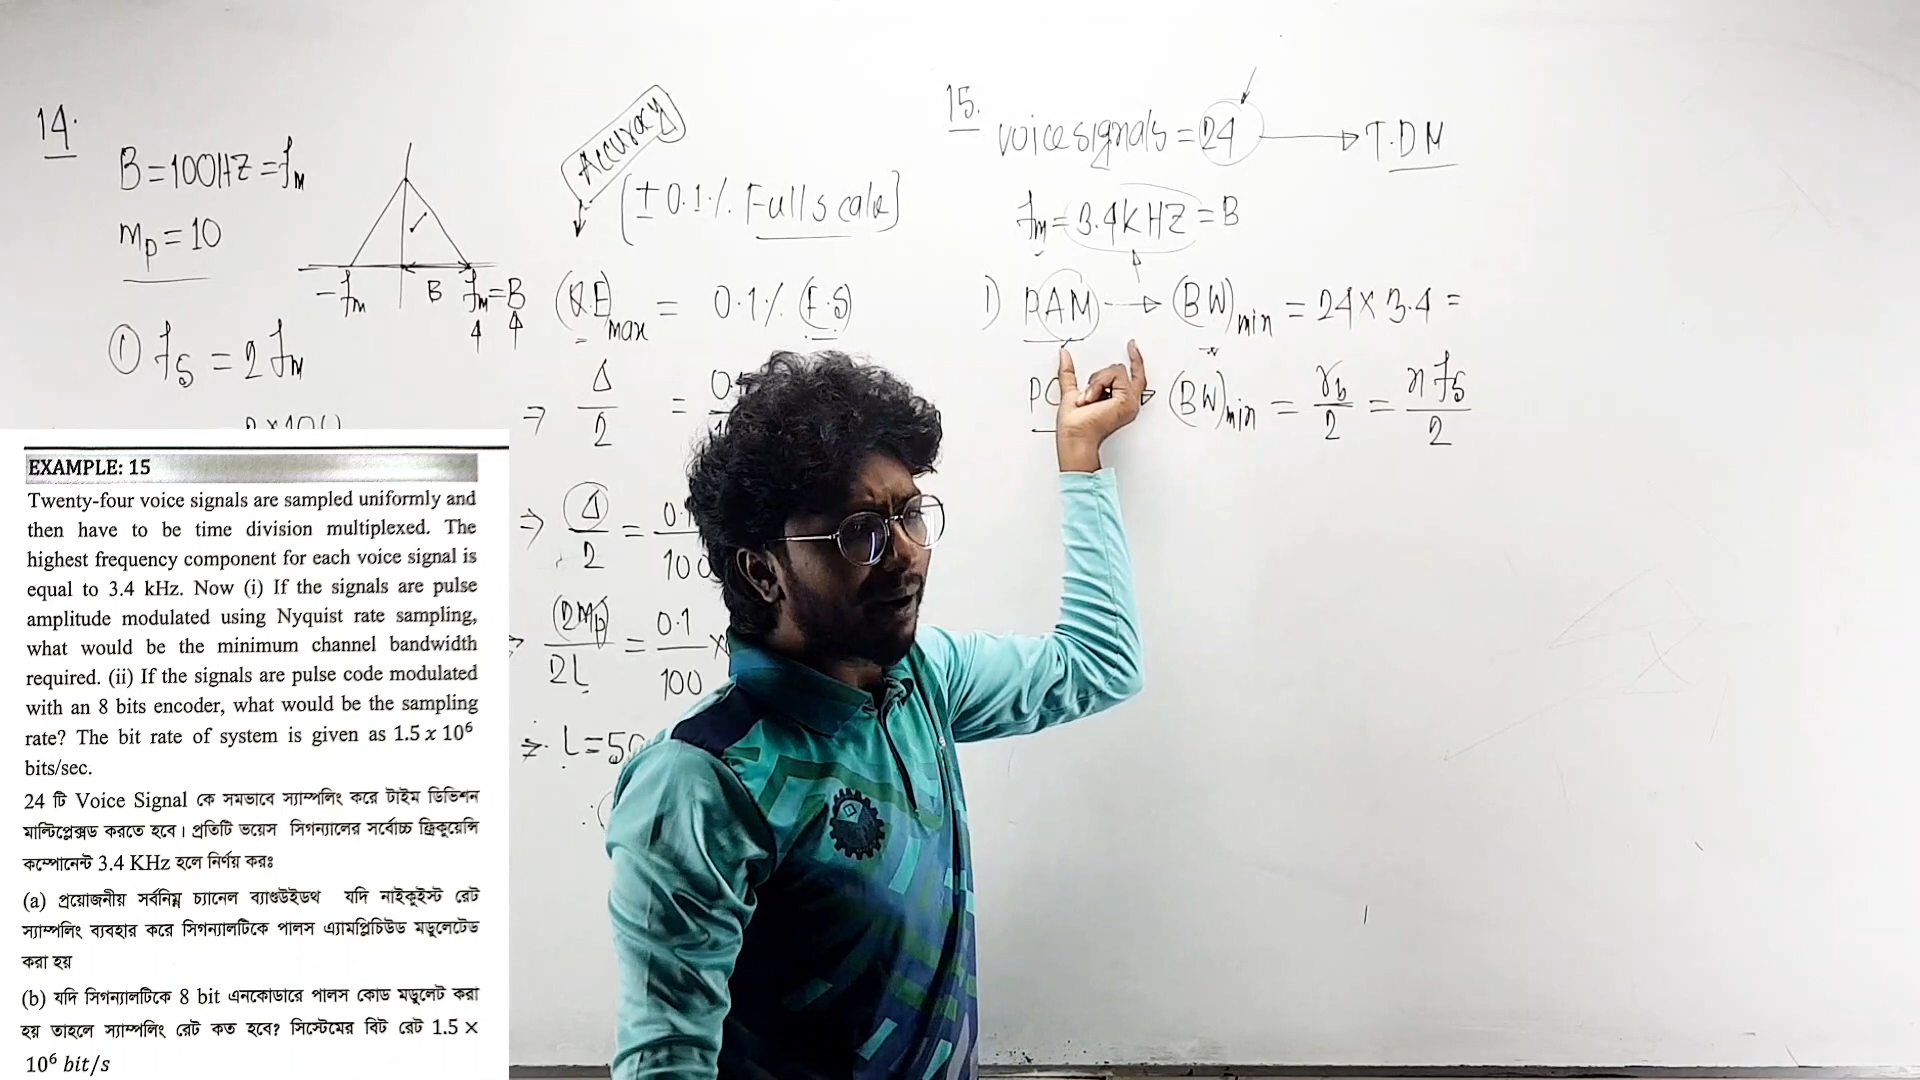 14.
B=100HZ=fm
mp=10
-fm B fm=B
① fs = 2 fm
2×100
Accuracy
(±0.1% Full scale)
(Q.E)max = 0.1% (F.S)
⇒ Δ/2 =
⇒ Δ/2 = 0.1/100
⇒ (2mp)/2L = 0.1/100 ×
⇒ L=50
15.
voice signals = 24 → T.D.M
fm = 3.4KHZ = B
1) PAM → (BW)min = 24×3.4 =
(BW)min = rb/2 = n fs/2
EXAMPLE: 15
Twenty-four voice signals are sampled uniformly and
then have to be time division multiplexed. The
highest frequency component for each voice signal is
equal to 3.4 kHz. Now (i) If the signals are pulse
amplitude modulated using Nyquist rate sampling,
what would be the minimum channel bandwidth
required. (ii) If the signals are pulse code modulated
with an 8 bits encoder, what would be the sampling
rate? The bit rate of system is given as 1.5 x 10⁶
bits/sec.
24 টি Voice Signal কে সমভাবে স্যাম্পলিং করে টাইম ডিভিশন
মাল্টিপ্লেক্সড করতে হবে। প্রতিটি ভয়েস সিগন্যালের সর্বোচ্চ ফ্রিকুয়েন্সি
কম্পোনেন্ট 3.4 KHz হলে নির্ণয় করঃ
(a) প্রয়োজনীয় সর্বনিম্ন চ্যানেল ব্যাণ্ডউইডথ যদি নাইকুইস্ট রেট
স্যাম্পলিং ব্যবহার করে সিগন্যালটিকে পালস এ্যামপ্লিচিউড মডুলেটেড
করা হয়
(b) যদি সিগন্যালটিকে 8 bit এনকোডারে পালস কোড মডুলেট করা
হয় তাহলে স্যাম্পলিং রেট কত হবে? সিস্টেমের বিট রেট 1.5 ×
10⁶ bit/s